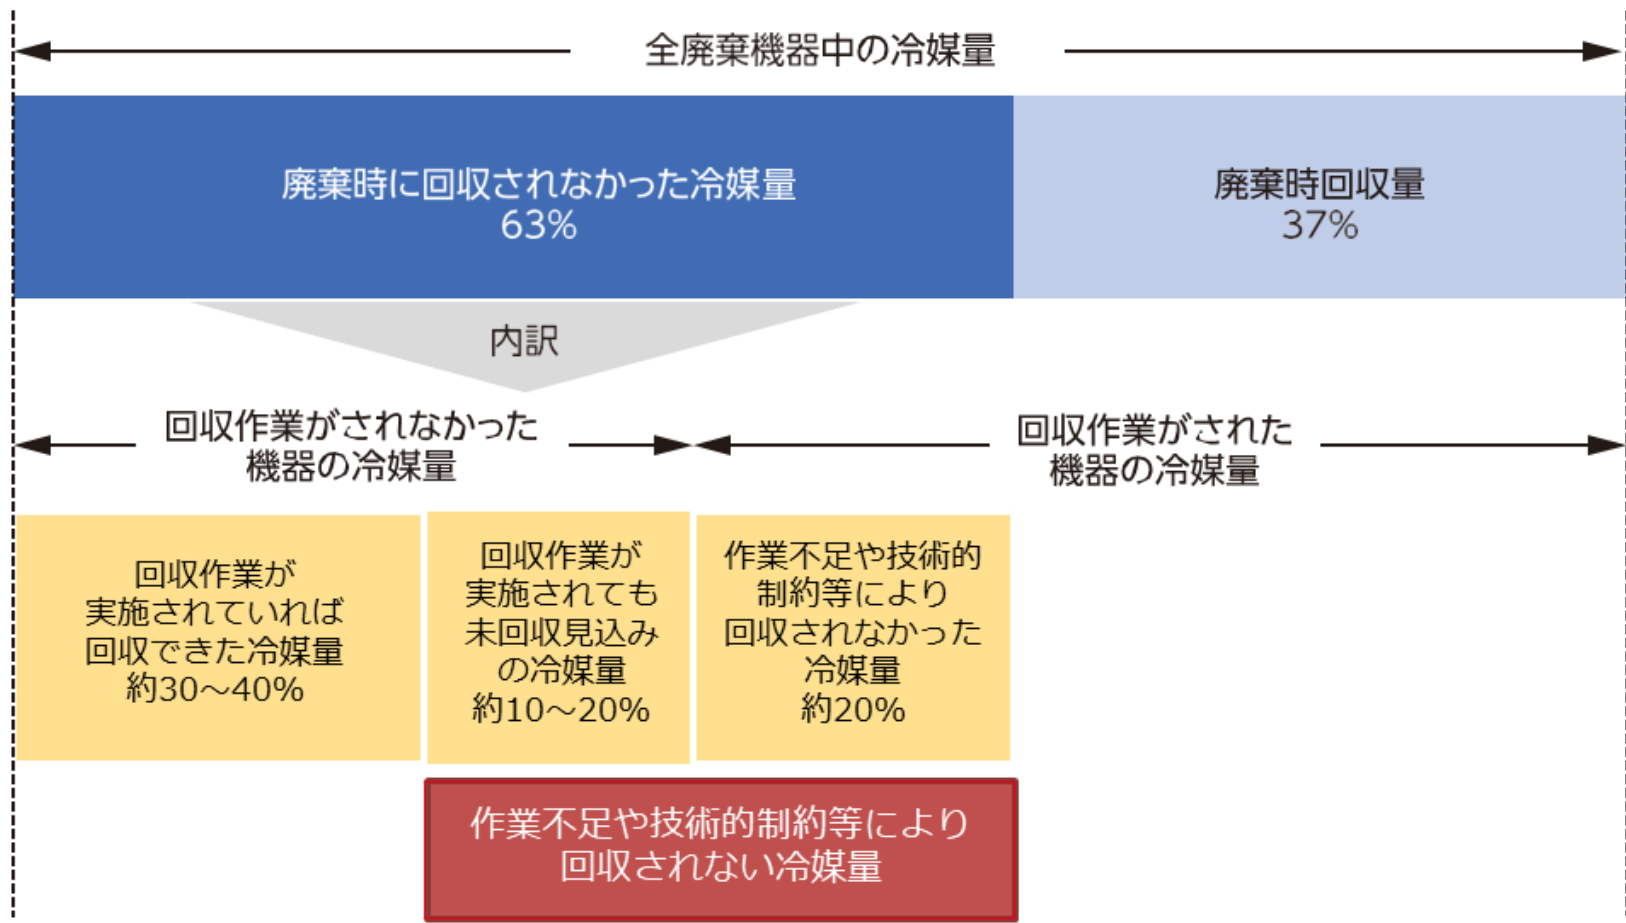 全廃棄機器中の冷媒量
廃棄時に回収されなかった冷媒量
63%
廃棄時回収量
37%
内訳
回収作業がされなかった
機器の冷媒量
回収作業がされた
機器の冷媒量
回収作業が
実施されていれば
回収できた冷媒量
約30～40%
回収作業が
実施されても
未回収見込み
の冷媒量
約10～20%
作業不足や技術的
制約等により
回収されなかった
冷媒量
約20%
作業不足や技術的制約等により
回収されない冷媒量